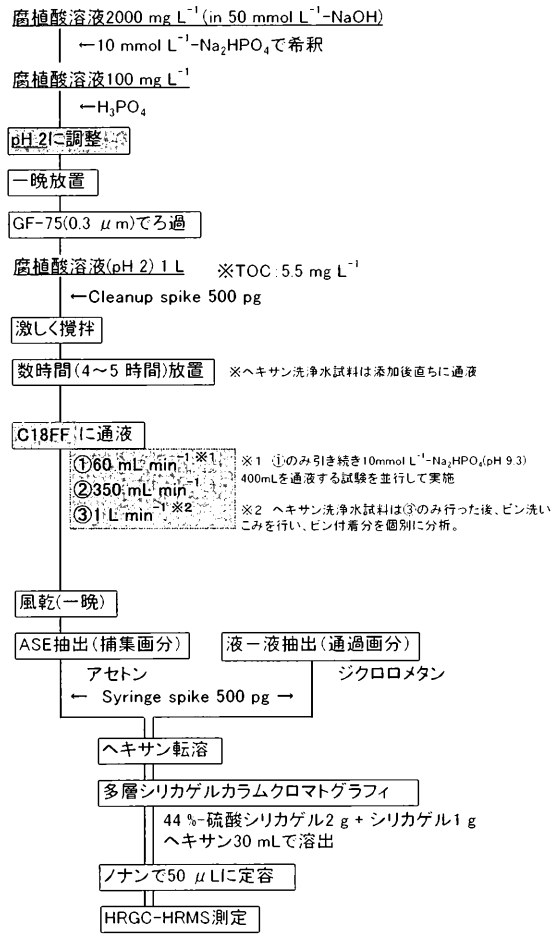 腐植酸溶液2000 mg L⁻¹(in 50 mmol L⁻¹-NaOH)
←10 mmol L⁻¹-Na₂HPO₄で希釈
腐植酸溶液100 mg L⁻¹
←H₃PO₄
pH 2に調整
一晩放置
GF-75(0.3 μm)でろ過
腐植酸溶液(pH 2) 1 L ※TOC:5.5 mg L⁻¹
←Cleanup spike 500 pg
激しく攪拌
数時間(4〜5 時間)放置 ※ヘキサン洗浄水試料は添加後直ちに通液
C18FFに通液
①60 mL min⁻¹ ※1
②350 mL min⁻¹
③1 L min⁻¹ ※2
※1 ①のみ引き続き10mmol L⁻¹-Na₂HPO₄(pH 9.3)
400mLを通液する試験を並行して実施
※2 ヘキサン洗浄水試料は③のみ行った後、ビン洗い
こみを行い、ビン付着分を個別に分析。
風乾(一晩)
ASE抽出(捕集画分) 液－液抽出(通過画分)
アセトン ジクロロメタン
← Syringe spike 500 pg →
ヘキサン転溶
多層シリカゲルカラムクロマトグラフィ
44 %-硫酸シリカゲル2 g + シリカゲル1 g
ヘキサン30 mLで溶出
ノナンで50 μLに定容
HRGC-HRMS測定